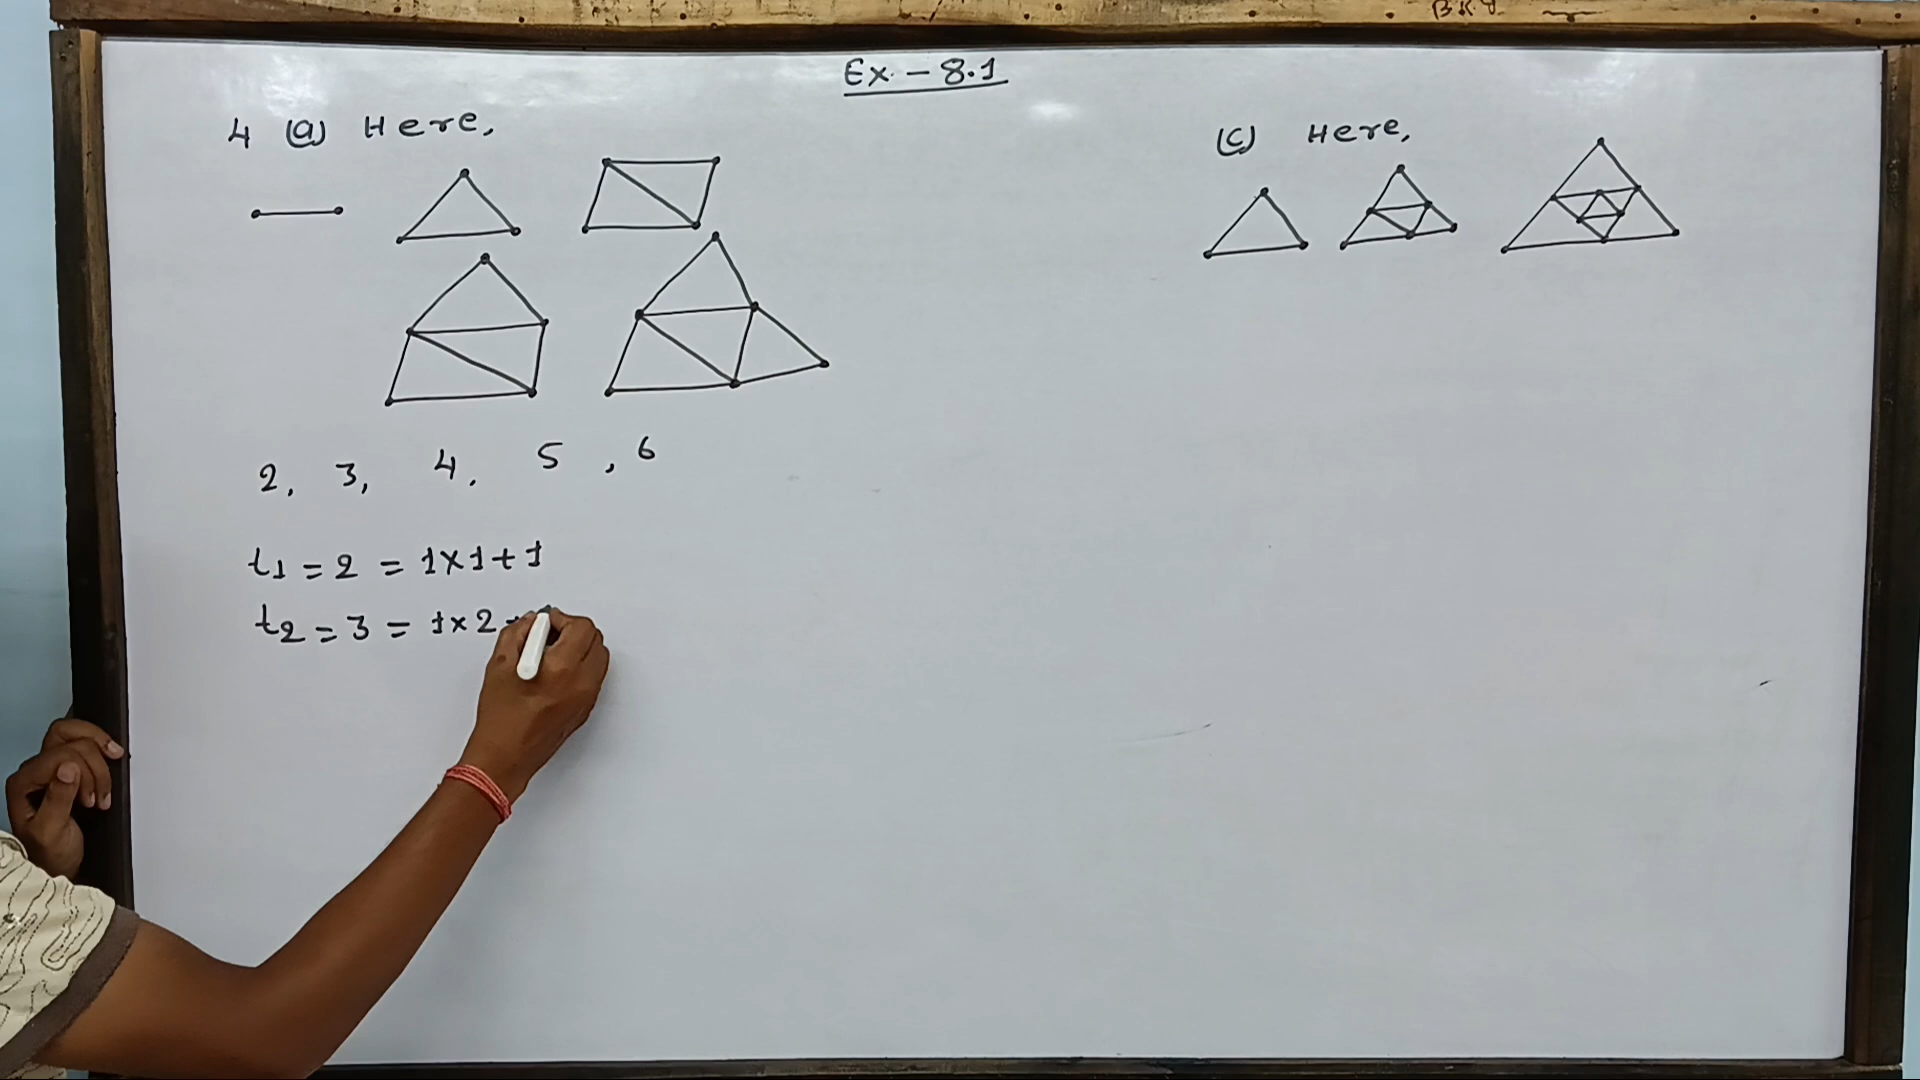 Ex. – 8.1
4 (a) Here,
2, 3, 4, 5, 6
t1 = 2 = 1×1+1
t2 = 3 = 1×2+
(c) Here,